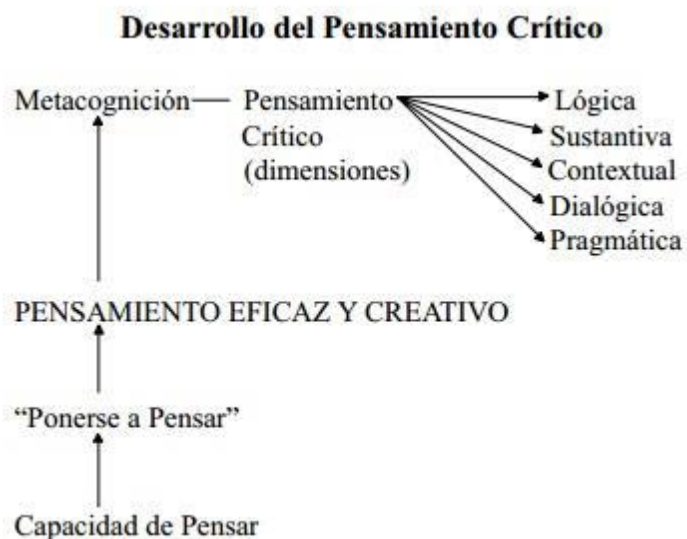 Desarrollo del Pensamiento Crítico
Metacognición
Pensamiento
Crítico
(dimensiones)
Lógica
Sustantiva
Contextual
Dialógica
Pragmática
PENSAMIENTO EFICAZ Y CREATIVO
“Ponerse a Pensar”
Capacidad de Pensar